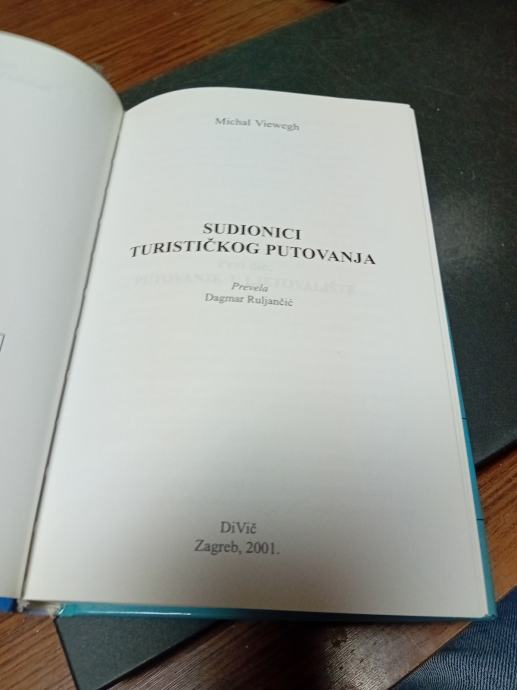 Michal Viewegh
SUDIONICI
TURISTIČKOG PUTOVANJA
Prevela
Dagmar Ruljančić
DiVič
Zagreb, 2001.